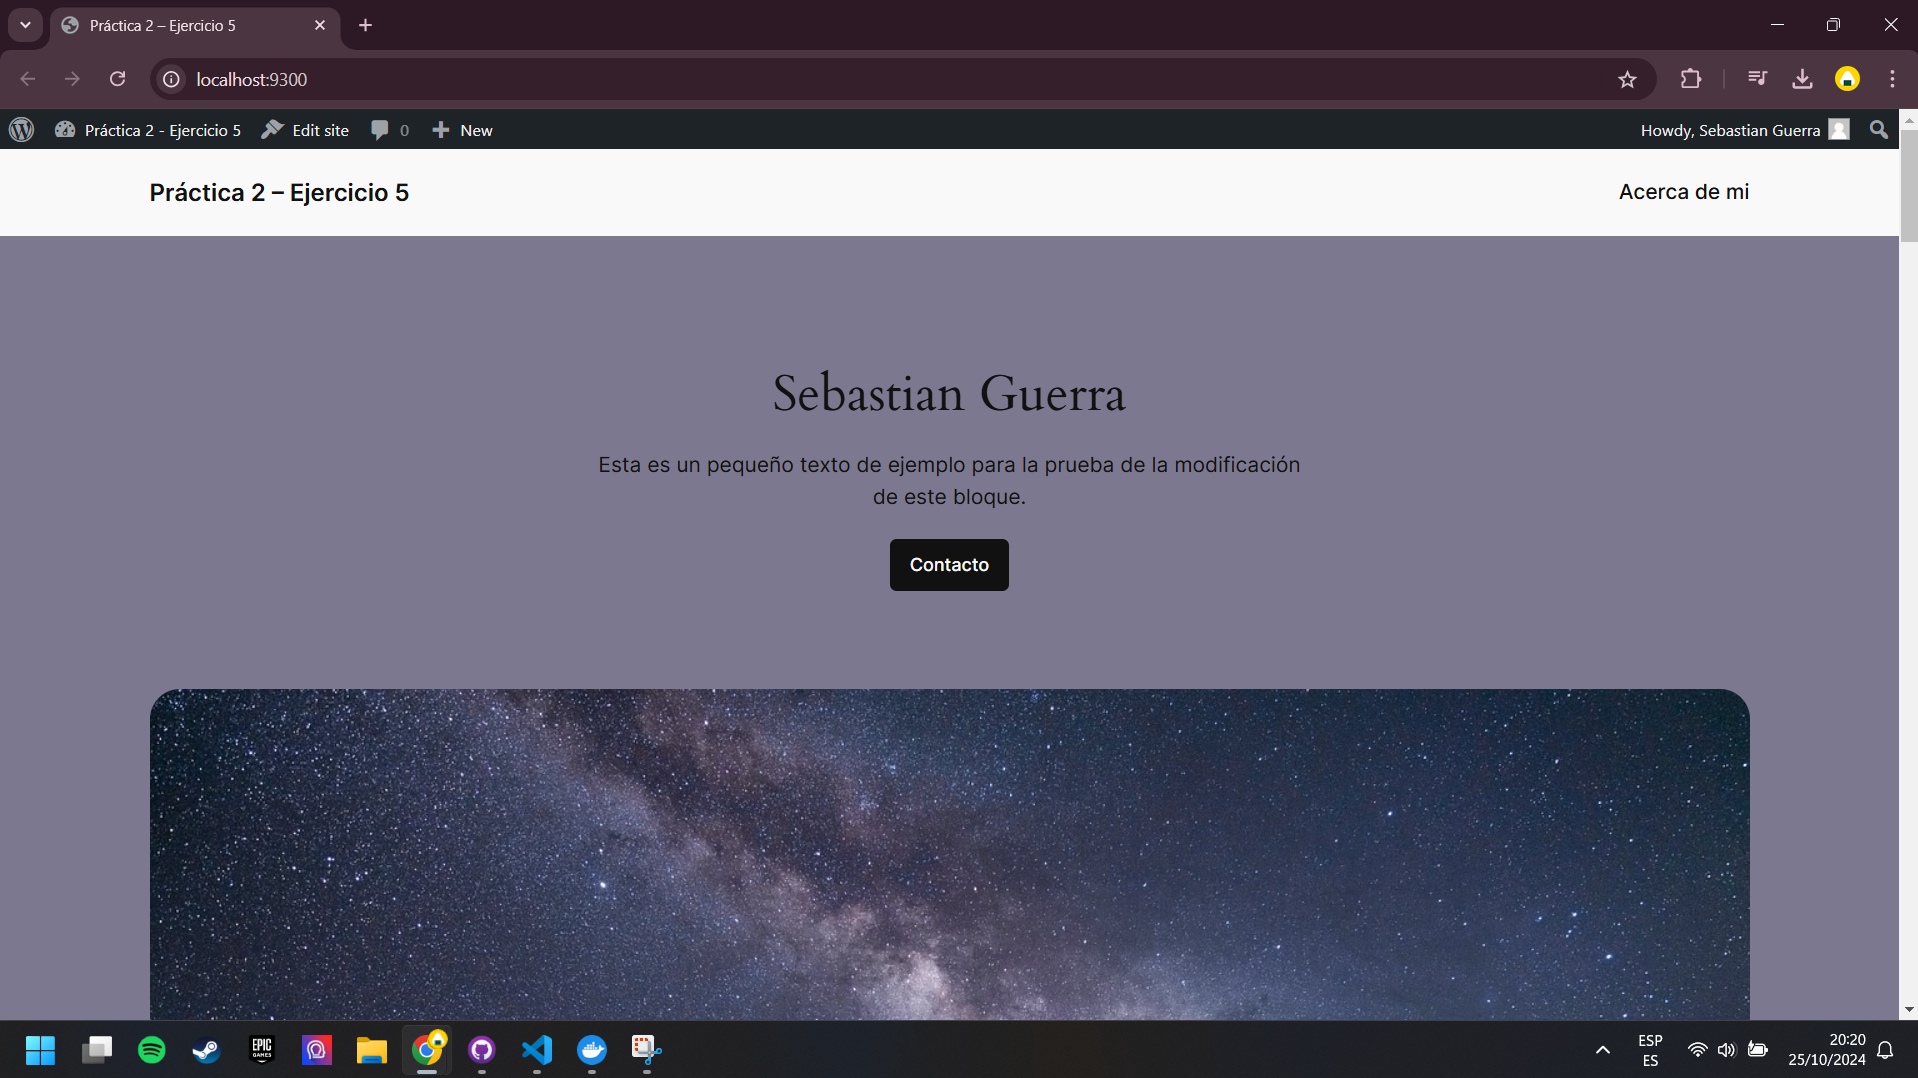 Práctica 2 – Ejercicio 5
localhost:9300
Práctica 2 - Ejercicio 5
Edit site
0
New
Howdy, Sebastian Guerra
Práctica 2 – Ejercicio 5
Acerca de mi
Sebastian Guerra
Esta es un pequeño texto de ejemplo para la prueba de la modificación
de este bloque.
Contacto
EPIC
GAMES
ESP
ES
20:20
25/10/2024